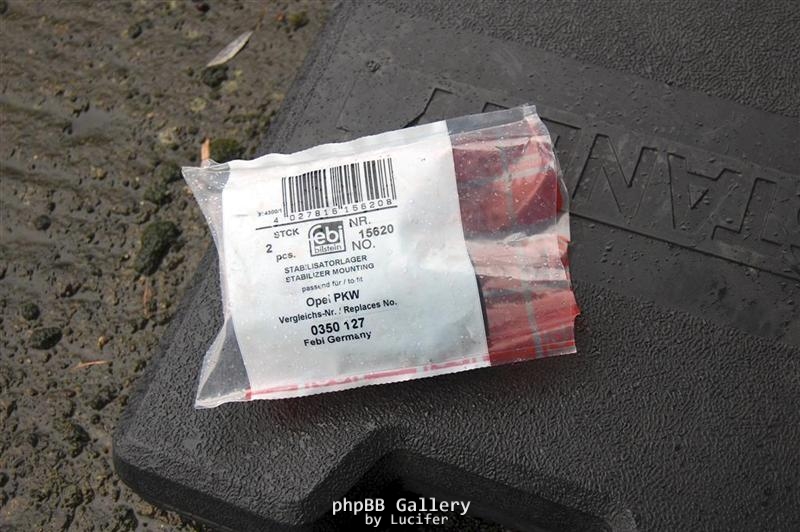 4 027816 156208
STCK NR.
2 febi 15620
pcs. bilstein NO.
STABILISATORLAGER
STABILIZER MOUNTING
passend für / to fit
Opel PKW
Vergleichs-Nr. / Replaces No.
0350 127
Febi Germany
phpBB Gallery
by Lucifer